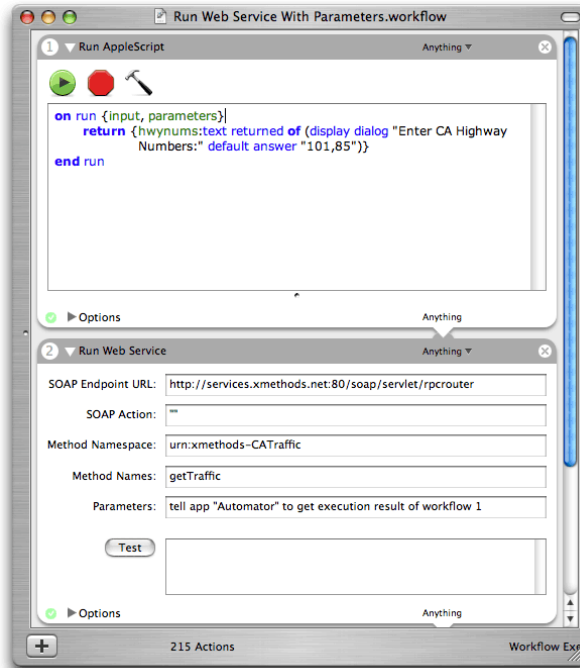 Run Web Service With Parameters.workflow
1 Run AppleScript Anything
on run {input, parameters}
return {hwynums:text returned of (display dialog "Enter CA Highway
Numbers:" default answer "101,85")}
end run
Options Anything
2 Run Web Service Anything
SOAP Endpoint URL: http://services.xmethods.net:80/soap/servlet/rpcrouter
SOAP Action: ""
Method Namespace: urn:xmethods-CATraffic
Method Names: getTraffic
Parameters: tell app "Automator" to get execution result of workflow 1
Test
Options Anything
215 Actions Workflow Exe